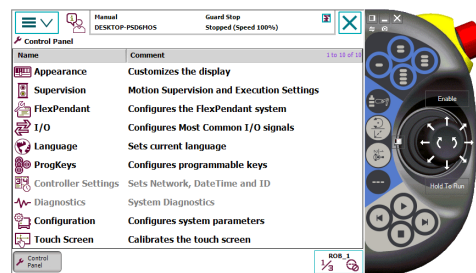 Manual
DESKTOP-PSD6MOS
Guard Stop
Stopped (Speed 100%)
Control Panel
Name Comment 1 to 10 of 10
Appearance Customizes the display
Supervision Motion Supervision and Execution Settings
FlexPendant Configures the FlexPendant system
I/O Configures Most Common I/O signals
Language Sets current language
ProgKeys Configures programmable keys
Controller Settings Sets Network, DateTime and ID
Diagnostics System Diagnostics
Configuration Configures system parameters
Touch Screen Calibrates the touch screen
Control
Panel
ROB_1
1/3
Enable
Hold To Run